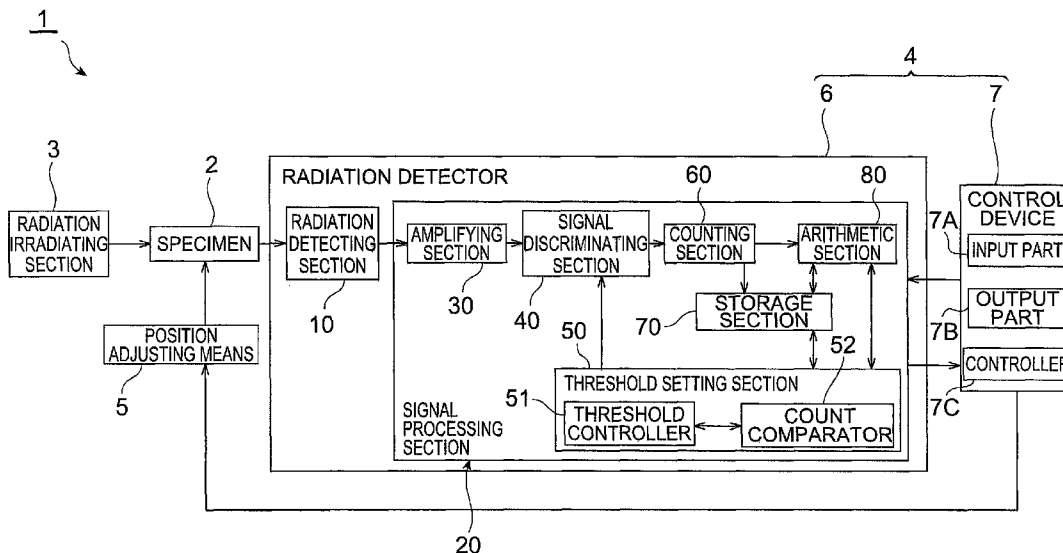 1
4
6
7
3
2
RADIATION DETECTOR
60
80
CONTROL
DEVICE
7A
INPUT PART
RADIATION
IRRADIATING
SECTION
SPECIMEN
RADIATION
DETECTING
SECTION
AMPLIFYING
SECTION
SIGNAL
DISCRIMINATING
SECTION
COUNTING
SECTION
ARITHMETIC
SECTION
10
30
40
70
STORAGE
SECTION
OUTPUT
PART
7B
POSITION
ADJUSTING MEANS
5
50
52
THRESHOLD SETTING SECTION
CONTROLLER
7C
51
THRESHOLD
CONTROLLER
COUNT
COMPARATOR
SIGNAL
PROCESSING
SECTION
20